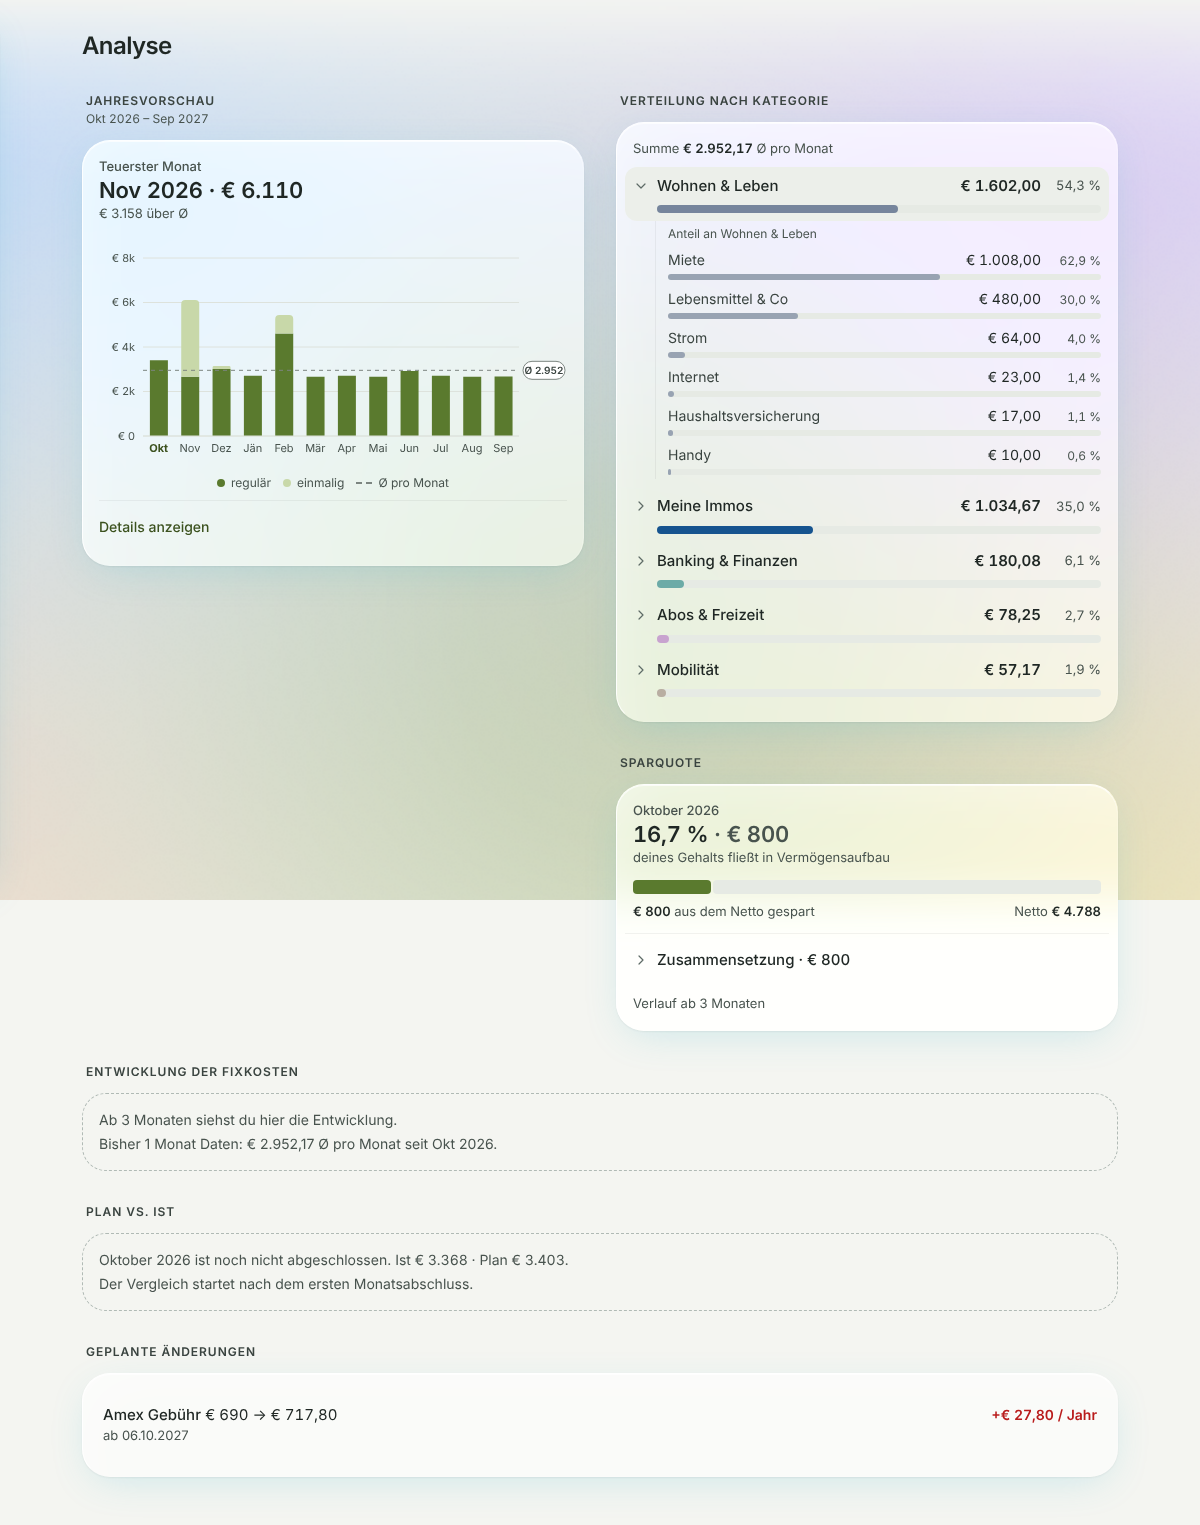 Analyse
JAHRESVORSCHAU
Okt 2026 – Sep 2027
Teuerster Monat
Nov 2026 · € 6.110
€ 3.158 über Ø
€ 8k
€ 6k
€ 4k
€ 2k
€ 0
Ø 2.952
Okt Nov Dez Jän Feb Mär Apr Mai Jun Jul Aug Sep
regulär einmalig Ø pro Monat
Details anzeigen
VERTEILUNG NACH KATEGORIE
Summe € 2.952,17 Ø pro Monat
Wohnen & Leben € 1.602,00 54,3 %
Anteil an Wohnen & Leben
Miete € 1.008,00 62,9 %
Lebensmittel & Co € 480,00 30,0 %
Strom € 64,00 4,0 %
Internet € 23,00 1,4 %
Haushaltsversicherung € 17,00 1,1 %
Handy € 10,00 0,6 %
Meine Immos € 1.034,67 35,0 %
Banking & Finanzen € 180,08 6,1 %
Abos & Freizeit € 78,25 2,7 %
Mobilität € 57,17 1,9 %
SPARQUOTE
Oktober 2026
16,7 % · € 800
deines Gehalts fließt in Vermögensaufbau
€ 800 aus dem Netto gespart Netto € 4.788
Zusammensetzung · € 800
Verlauf ab 3 Monaten
ENTWICKLUNG DER FIXKOSTEN
Ab 3 Monaten siehst du hier die Entwicklung.
Bisher 1 Monat Daten: € 2.952,17 Ø pro Monat seit Okt 2026.
PLAN VS. IST
Oktober 2026 ist noch nicht abgeschlossen. Ist € 3.368 · Plan € 3.403.
Der Vergleich startet nach dem ersten Monatsabschluss.
GEPLANTE ÄNDERUNGEN
Amex Gebühr € 690 → € 717,80 +€ 27,80 / Jahr
ab 06.10.2027